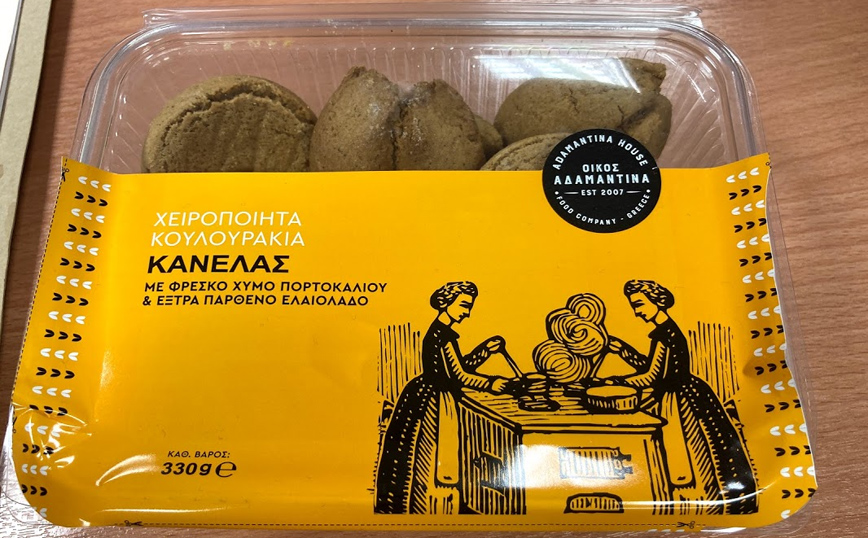 ADAMANTINA HOUSE
ΟΙΚΟΣ
ΑΔΑΜΑΝΤΙΝΑ
EST 2007
FOOD COMPANY - GREECE
ΧΕΙΡΟΠΟΙΗΤΑ
ΚΟΥΛΟΥΡΑΚΙΑ
ΚΑΝΕΛΑΣ
ΜΕ ΦΡΕΣΚΟ ΧΥΜΟ ΠΟΡΤΟΚΑΛΙΟΥ
& ΕΞΤΡΑ ΠΑΡΘΕΝΟ ΕΛΑΙΟΛΑΔΟ
ΚΑΘ. ΒΑΡΟΣ:
330g ℮